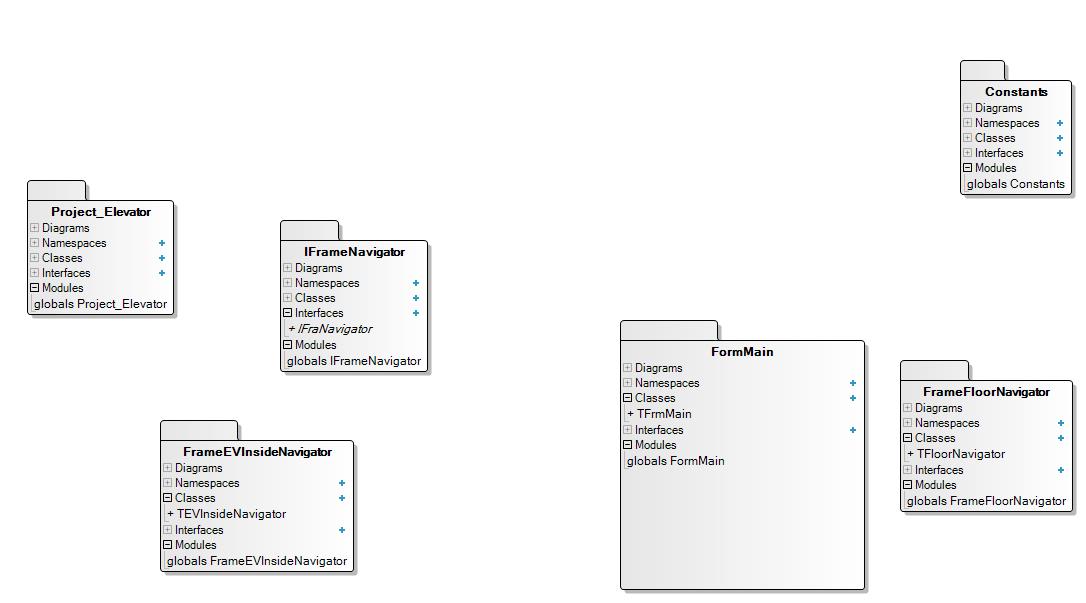 Constants
Diagrams
Namespaces
Classes
Interfaces
Modules
globals Constants
Project_Elevator
Diagrams
Namespaces
Classes
Interfaces
Modules
globals Project_Elevator
IFrameNavigator
Diagrams
Namespaces
Classes
Interfaces
+ IFraNavigator
Modules
globals IFrameNavigator
FormMain
Diagrams
Namespaces
Classes
+ TFrmMain
Interfaces
Modules
globals FormMain
FrameFloorNavigator
Diagrams
Namespaces
Classes
+ TFloorNavigator
Interfaces
Modules
globals FrameFloorNavigator
FrameEVInsideNavigator
Diagrams
Namespaces
Classes
+ TEVInsideNavigator
Interfaces
Modules
globals FrameEVInsideNavigator